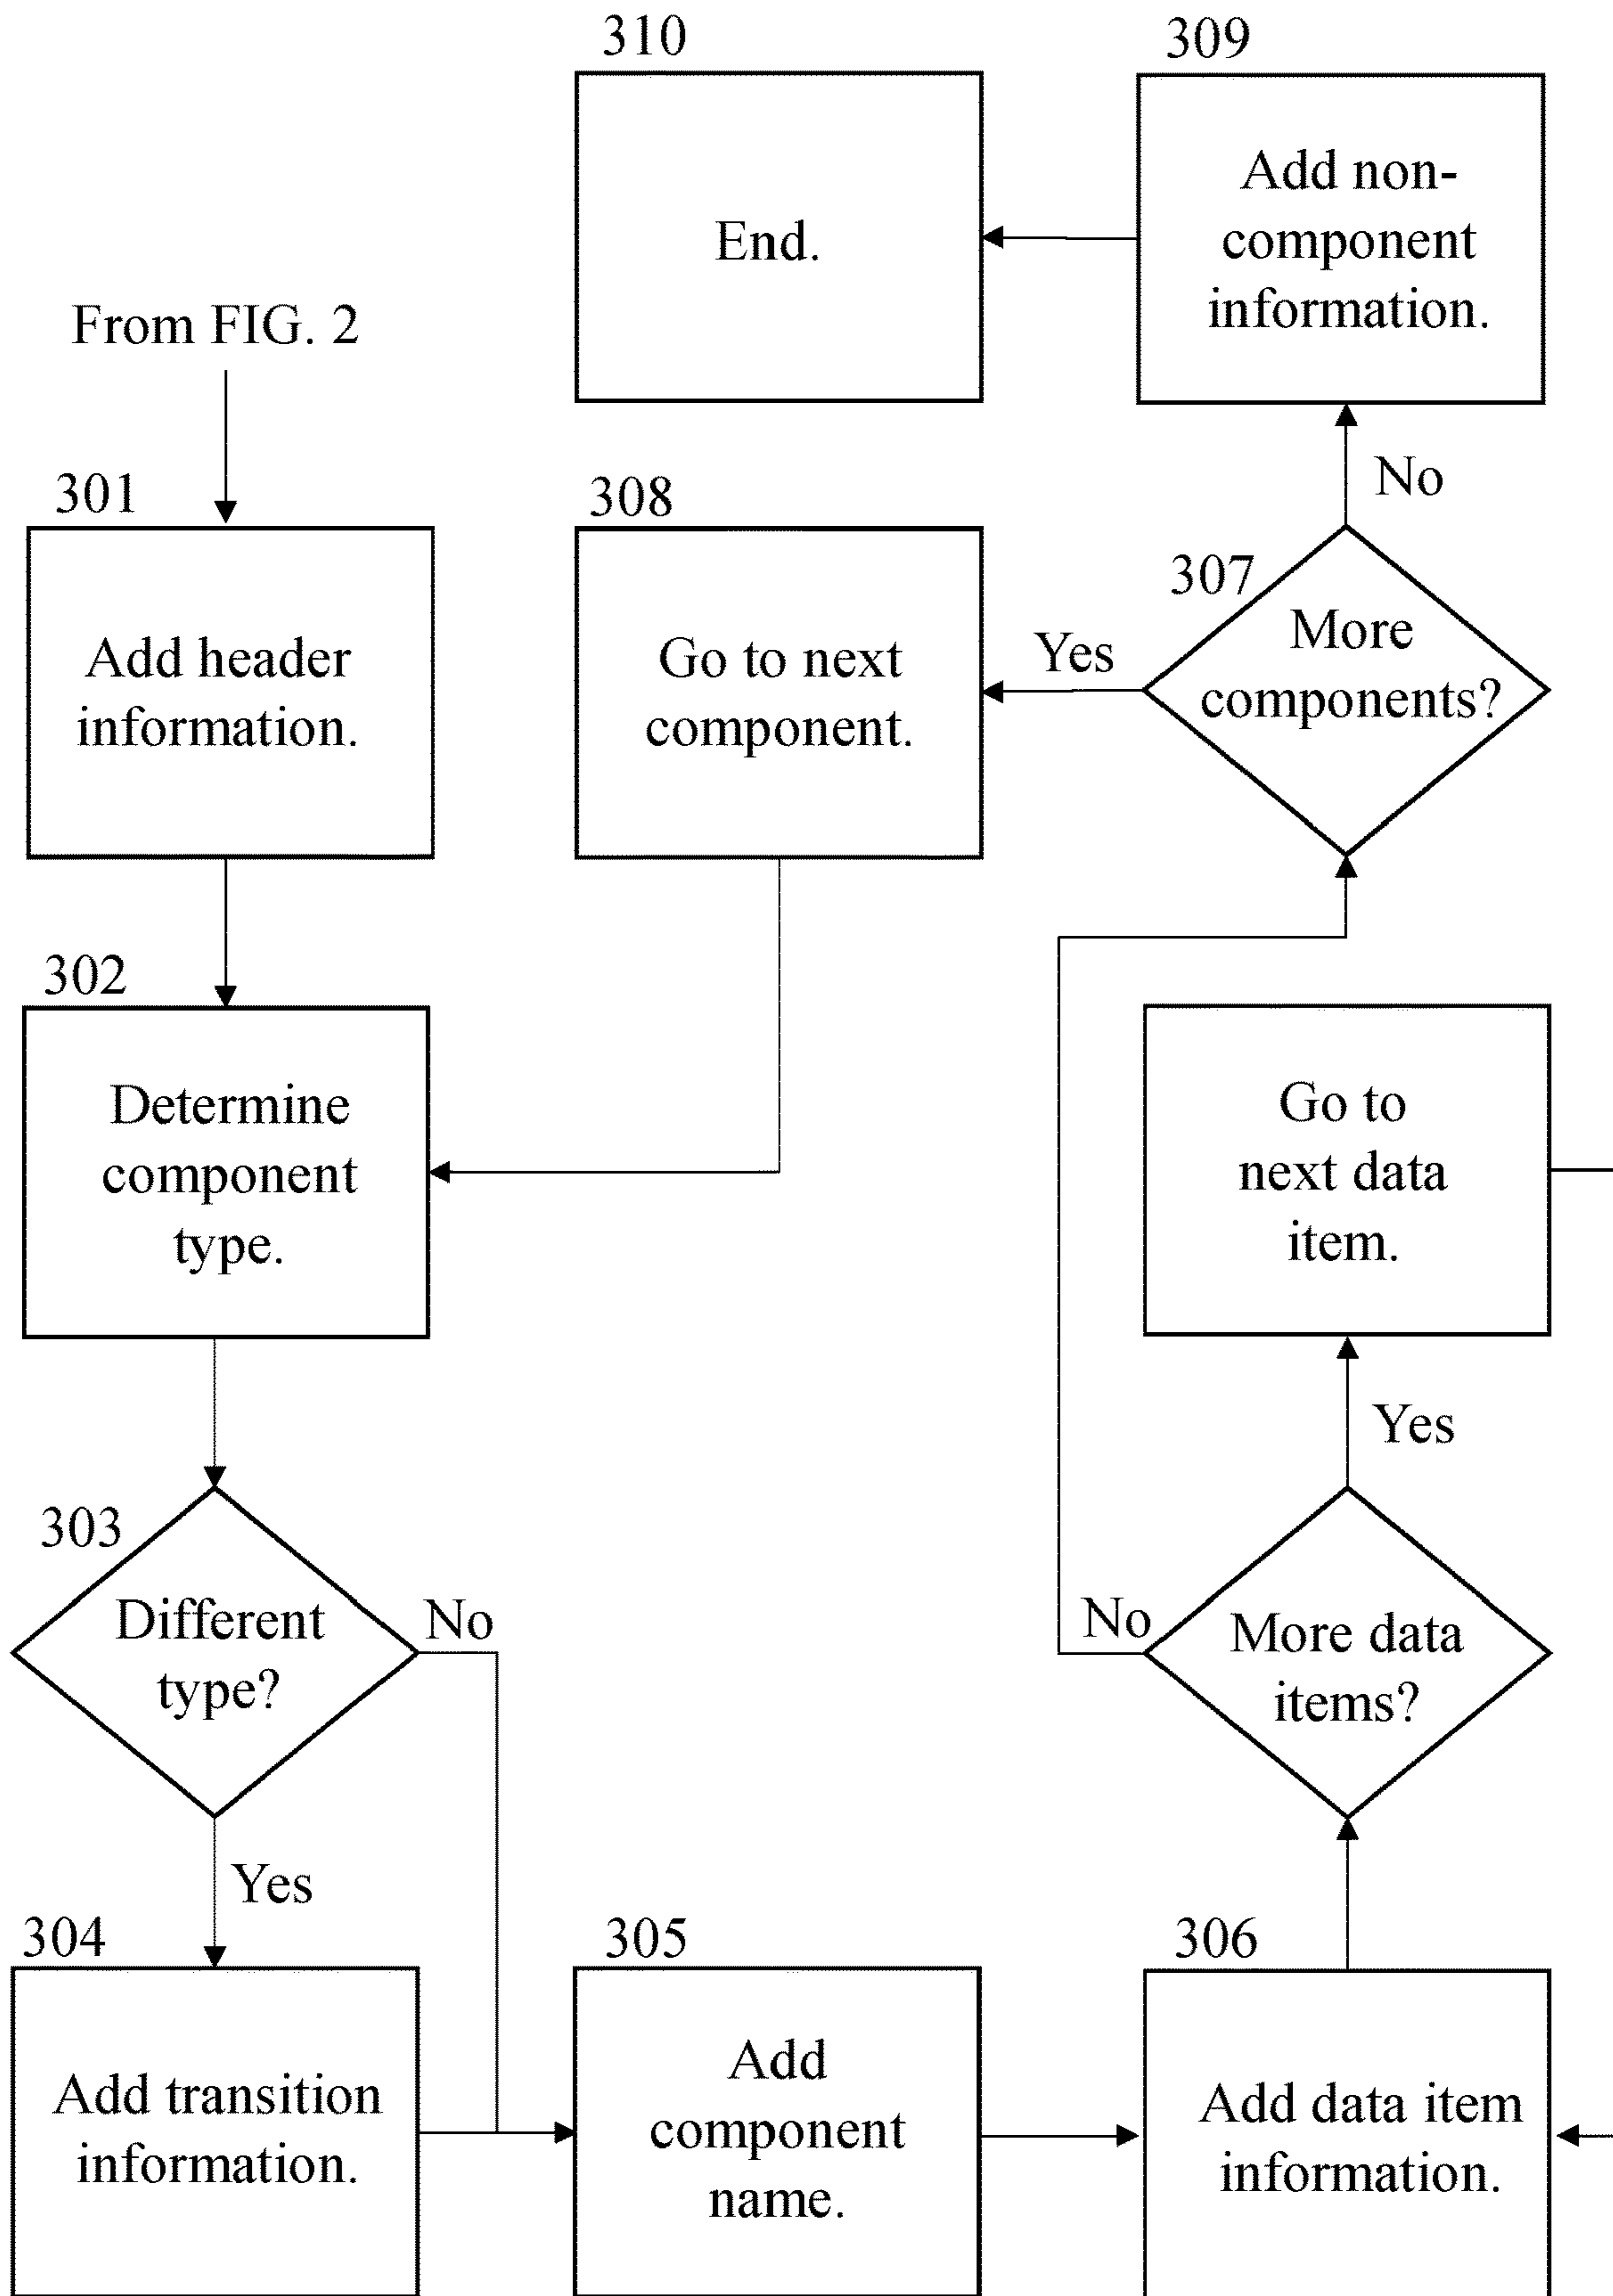 310
309
End.
Add non-
component
information.
From FIG. 2
No
301
308
307
Add header
information.
Go to next
component.
Yes
More
components?
302
Determine
component
type.
Go to
next data
item.
Yes
303
Different
type?
No
No
More data
items?
Yes
304
305
306
Add transition
information.
Add
component
name.
Add data item
information.